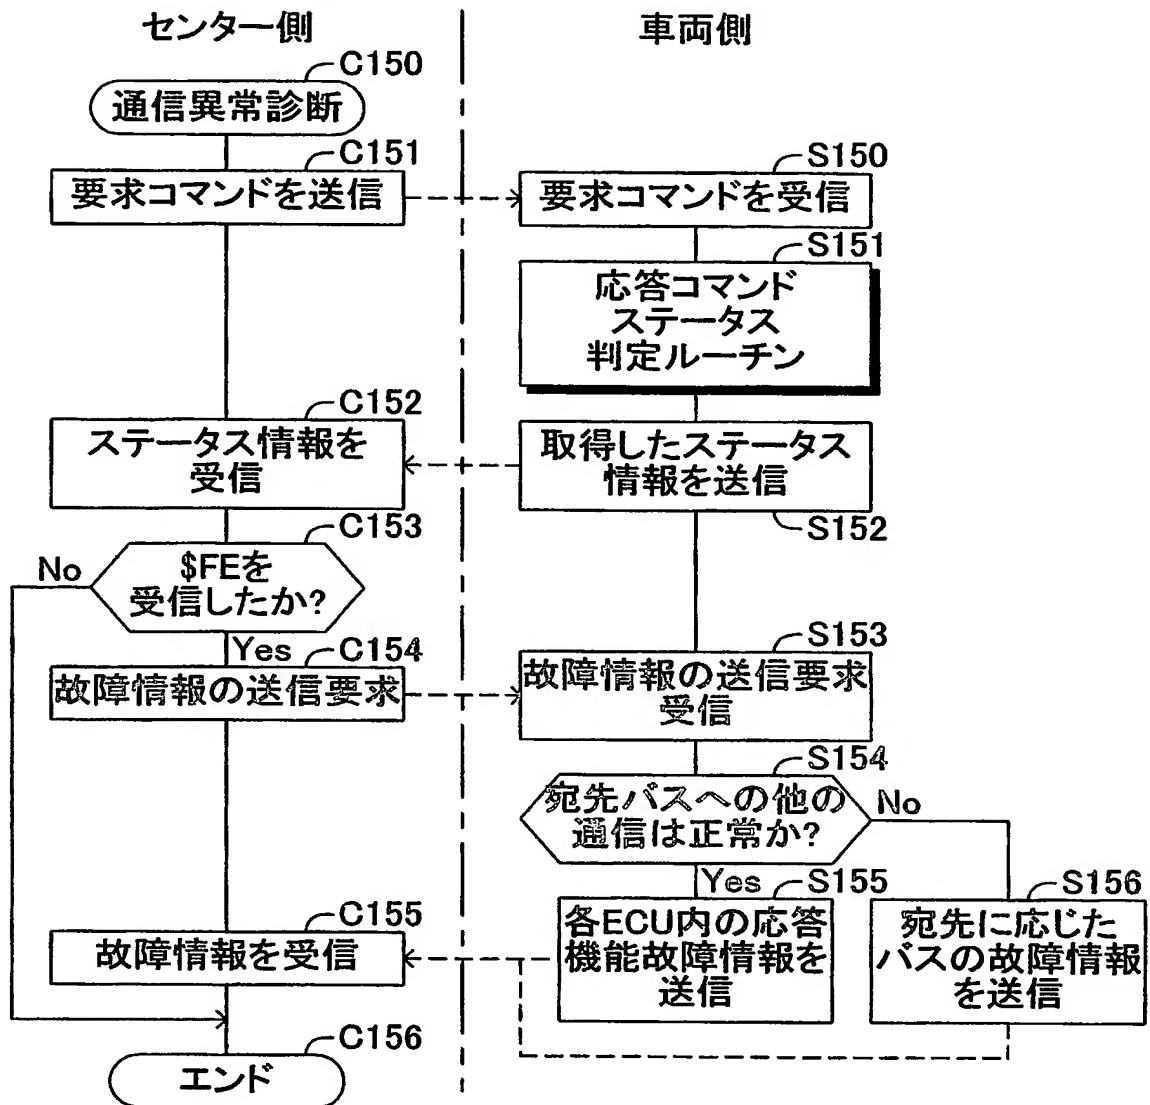 センター側
車両側
C150
通信異常診断
C151
要求コマンドを送信
S150
要求コマンドを受信
S151
応答コマンド
ステータス
判定ルーチン
C152
ステータス情報を
受信
取得したステータス
情報を送信
S152
C153
$FEを
受信したか?
No
Yes
C154
故障情報の送信要求
S153
故障情報の送信要求
受信
S154
宛先バスへの他の
通信は正常か?
No
Yes
S155
各ECU内の応答
機能故障情報を
送信
S156
宛先に応じた
バスの故障情報
を送信
C155
故障情報を受信
C156
エンド